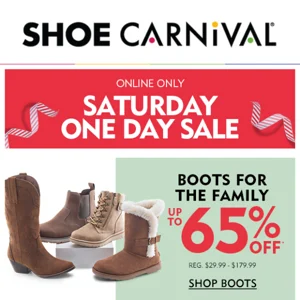 SHOE CARNiVAL®
ONLINE ONLY
SATURDAY
ONE DAY SALE
BOOTS FOR
THE FAMILY
UP TO
65% OFF*
REG. $29.99 - $179.99
SHOP BOOTS